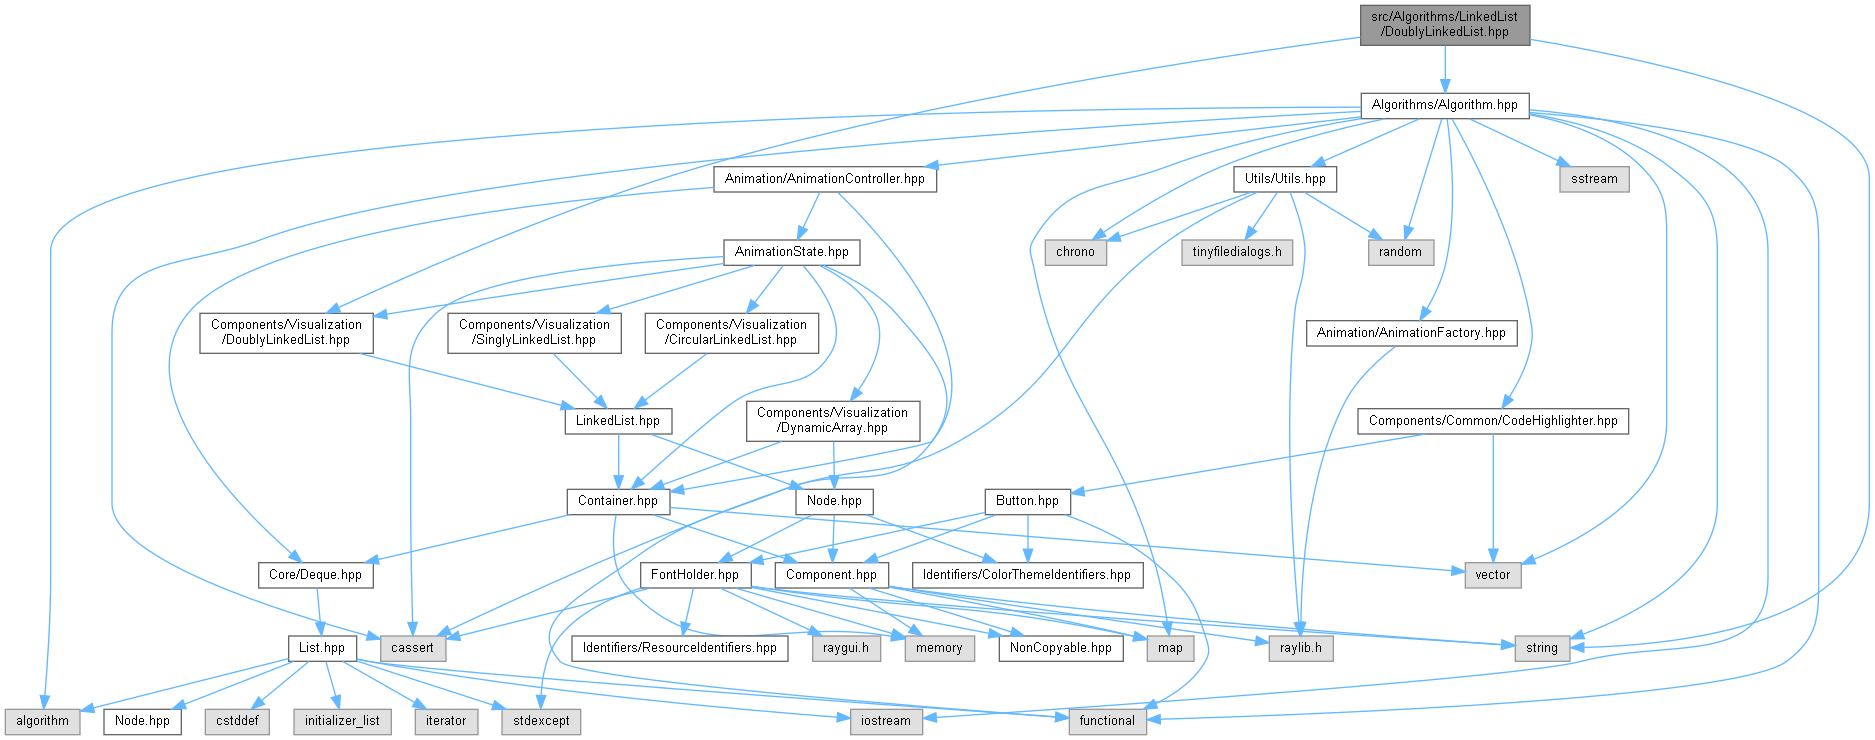 src/Algorithms/LinkedList
/DoublyLinkedList.hpp
Algorithms/Algorithm.hpp
Animation/AnimationController.hpp
Utils/Utils.hpp
sstream
AnimationState.hpp
chrono
tinyfiledialogs.h
random
Components/Visualization
/DoublyLinkedList.hpp
Components/Visualization
/SinglyLinkedList.hpp
Components/Visualization
/CircularLinkedList.hpp
Animation/AnimationFactory.hpp
LinkedList.hpp
Components/Visualization
/DynamicArray.hpp
Components/Common/CodeHighlighter.hpp
Container.hpp
Node.hpp
Button.hpp
Core/Deque.hpp
FontHolder.hpp
Component.hpp
Identifiers/ColorThemeIdentifiers.hpp
vector
List.hpp
cassert
Identifiers/ResourceIdentifiers.hpp
raygui.h
memory
NonCopyable.hpp
map
raylib.h
string
algorithm
Node.hpp
cstddef
initializer_list
iterator
stdexcept
iostream
functional